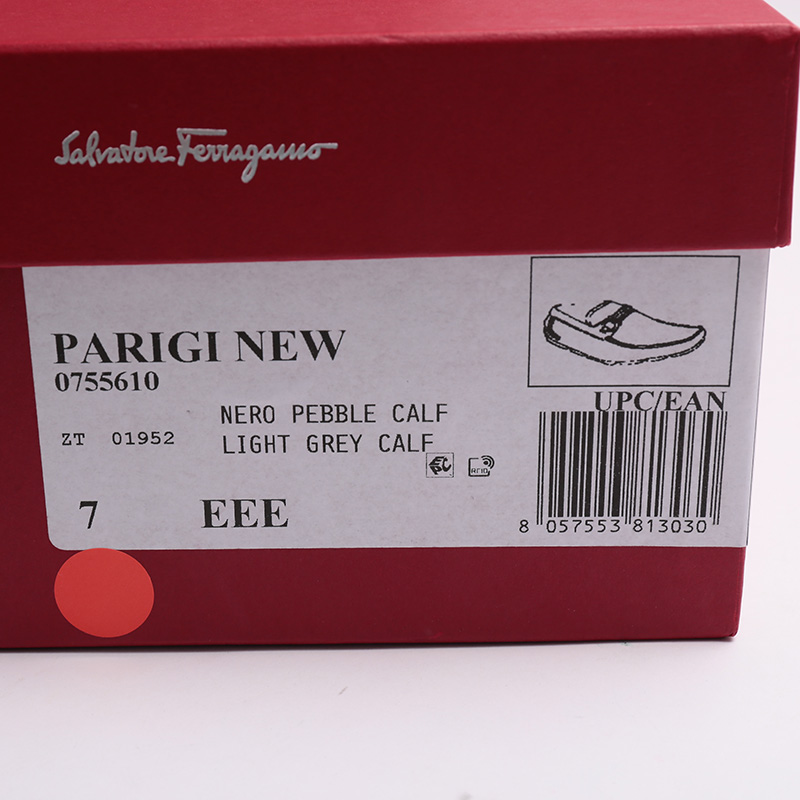 Salvatore Ferragamo
PARIGI NEW
0755610
NERO PEBBLE CALF
ZT 01952
LIGHT GREY CALF
7 EEE
UPC/EAN
RFID
8 057553 813030